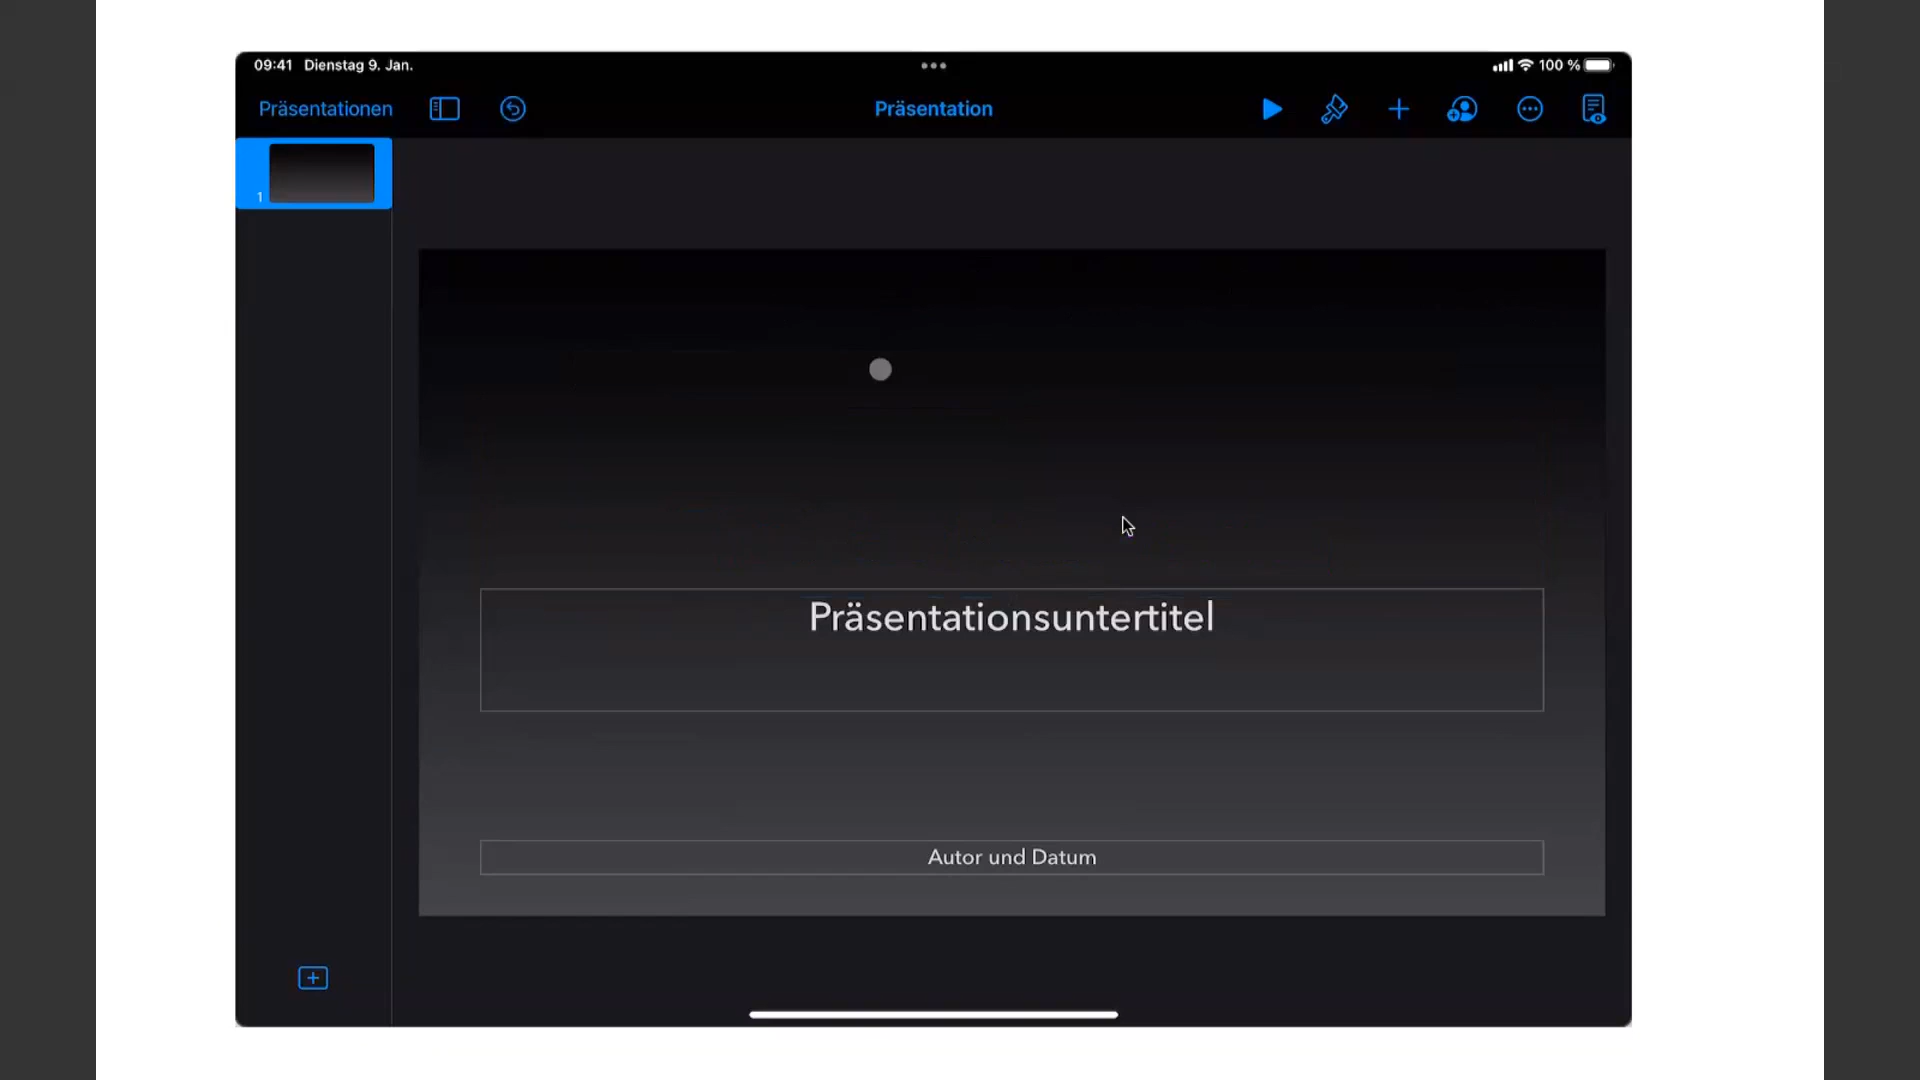 09:41 Dienstag 9. Jan.
100 %
Präsentationen
Präsentation
1
Präsentationsuntertitel
Autor und Datum